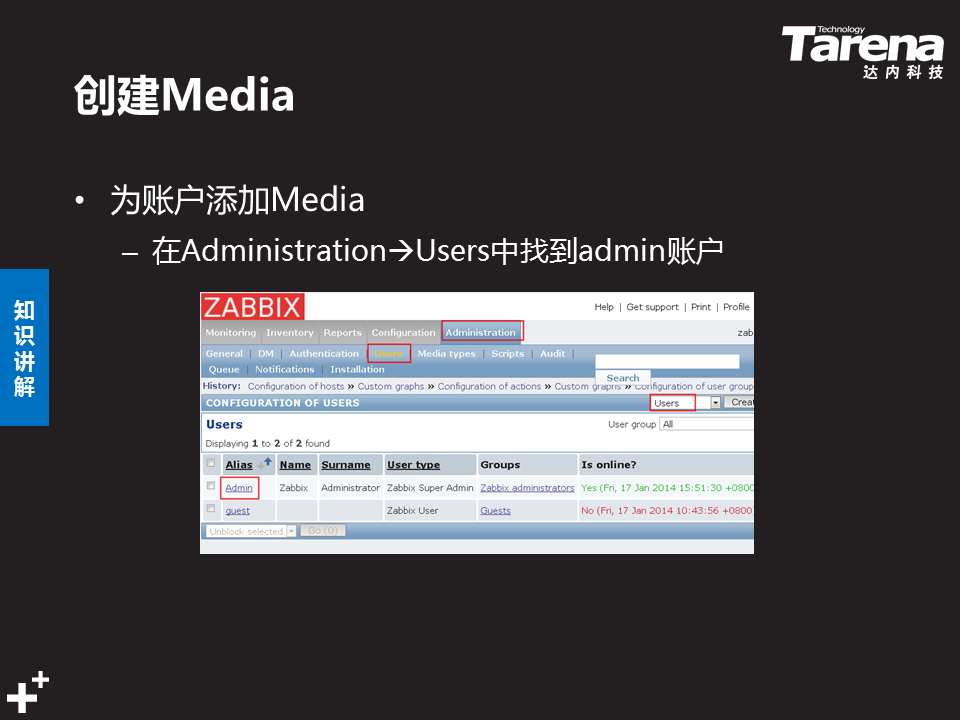 Technology
Tarena
达内科技
创建Media
• 为账户添加Media
– 在Administration→Users中找到admin账户
知识讲解
ZABBIX
Help | Get support | Print | Profile
Monitoring Inventory Reports Configuration Administration
zab
General | DM | Authentication | Users | Media types | Scripts | Audit |
Queue | Notifications | Installation
Search
History: Configuration of hosts » Custom graphs » Configuration of actions » Custom graphs » Configuration of user group
CONFIGURATION OF USERS
Users
Creat
Users
User group All
Displaying 1 to 2 of 2 found
Alias Name Surname User type Groups Is online?
Admin Zabbix Administrator Zabbix Super Admin Zabbix administrators Yes (Fri, 17 Jan 2014 15:51:30 +0800
guest Zabbix User Guests No (Fri, 17 Jan 2014 10:43:56 +0800
Unblock selected Go (0)